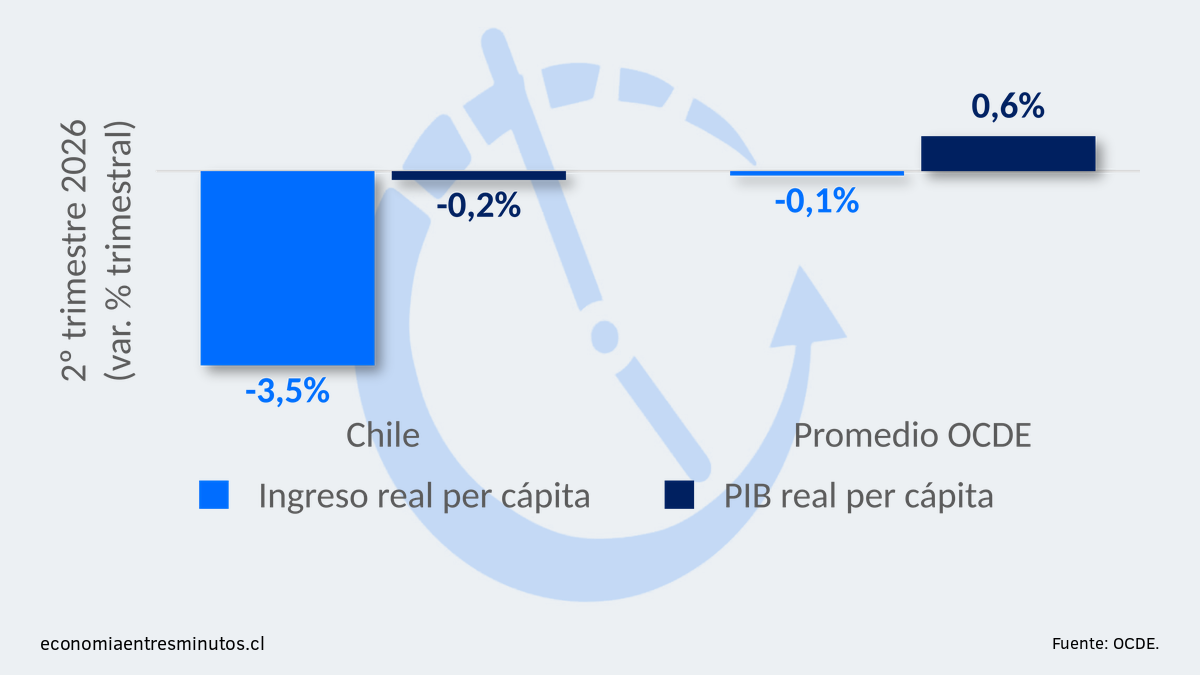 2° trimestre 2026
(var. % trimestral)
0,6%
-0,2%
-0,1%
-3,5%
Chile
Promedio OCDE
Ingreso real per cápita
PIB real per cápita
economiaentresminutos.cl
Fuente: OCDE.